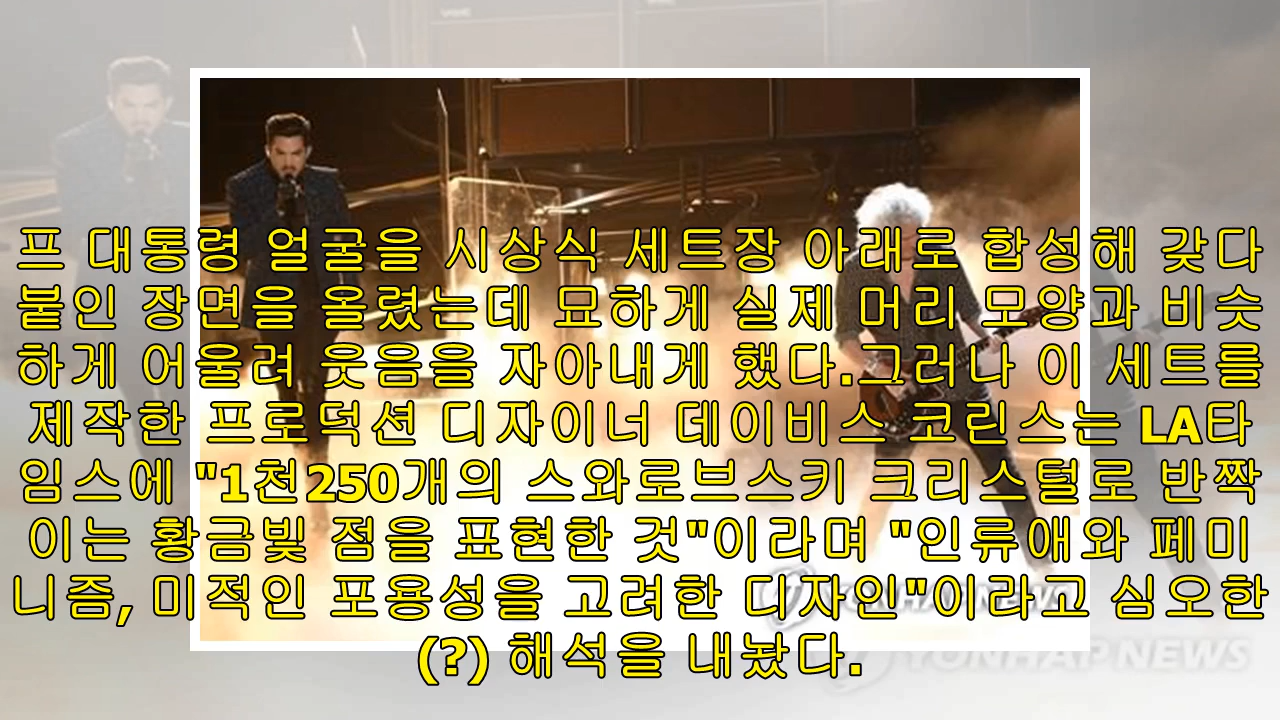 프 대통령 얼굴을 시상식 세트장 아래로 합성해 갖다
붙인 장면을 올렸는데 묘하게 실제 머리 모양과 비슷
하게 어울려 웃음을 자아내게 했다.그러나 이 세트를
제작한 프로덕션 디자이너 데이비스 코린스는 LA타
임스에 "1천250개의 스와로브스키 크리스털로 반짝
이는 황금빛 점을 표현한 것"이라며 "인류애와 페미
니즘, 미적인 포용성을 고려한 디자인"이라고 심오한
(?) 해석을 내놨다.
YONHAP NEWS
YONHAP NEWS